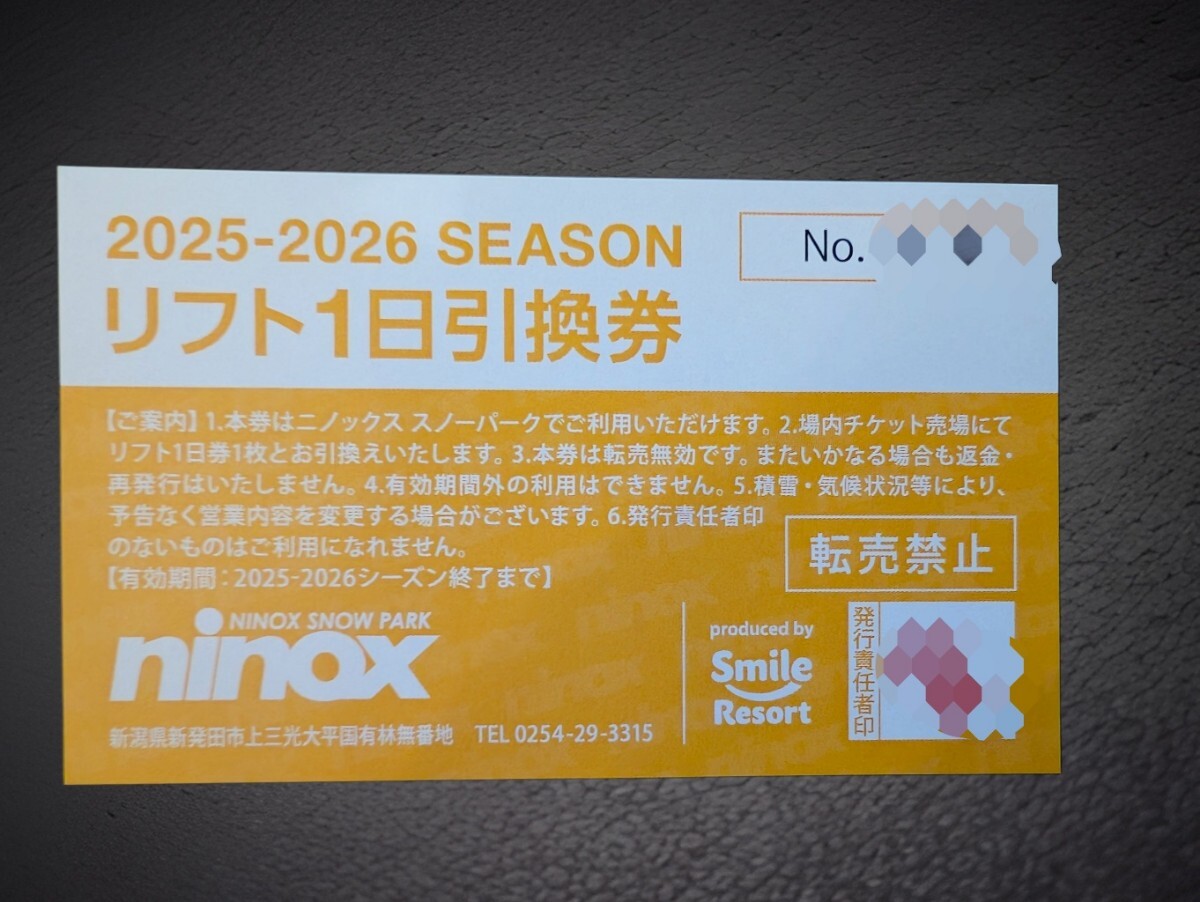 2025-2026 SEASON
No.
リフト1日引換券
【ご案内】1.本券はニノックス スノーパークでご利用いただけます。2.場内チケット売場にて
リフト1日券1枚とお引換えいたします。3.本券は転売無効です。またいかなる場合も返金・
再発行はいたしません。4.有効期間外の利用はできません。5.積雪・気候状況等により、
予告なく営業内容を変更する場合がございます。6.発行責任者印
のないものはご利用になれません。
【有効期間：2025-2026シーズン終了まで】
転売禁止
NINOX SNOW PARK
ninox
新潟県新発田市上三光大平国有林無番地 TEL 0254-29-3315
produced by
Smile
Resort
発行責任者印